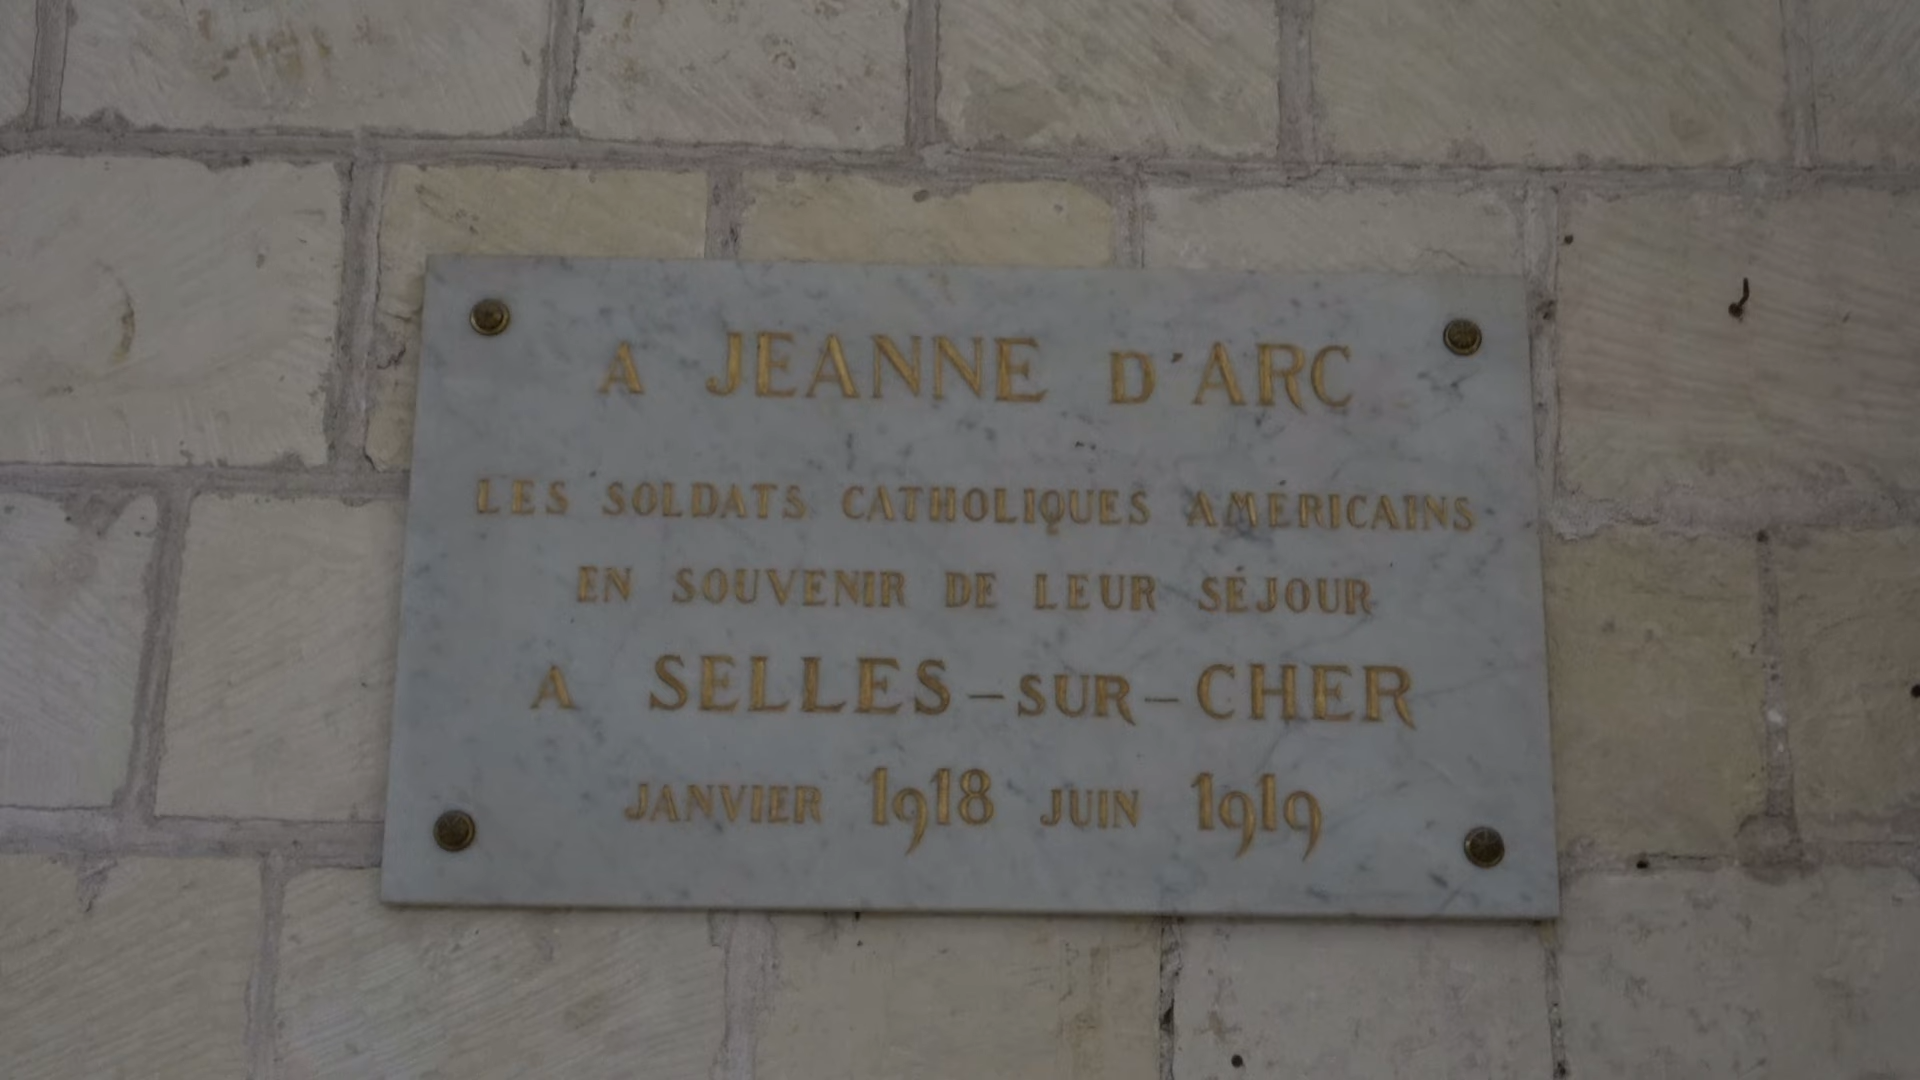 A JEANNE D'ARC
LES SOLDATS CATHOLIQUES AMÉRICAINS
EN SOUVENIR DE LEUR SÉJOUR
A SELLES-SUR-CHER
JANVIER 1918 JUIN 1919